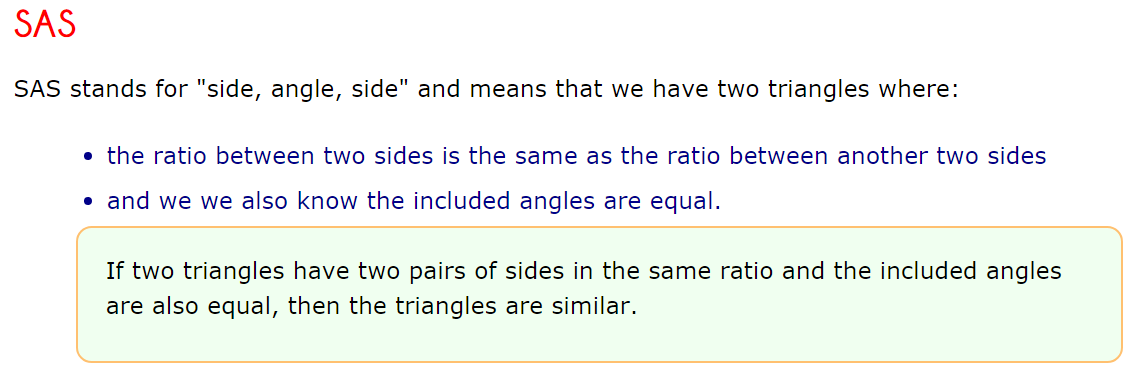 SAS
SAS stands for "side, angle, side" and means that we have two triangles where:
• the ratio between two sides is the same as the ratio between another two sides
• and we we also know the included angles are equal.
If two triangles have two pairs of sides in the same ratio and the included angles
are also equal, then the triangles are similar.